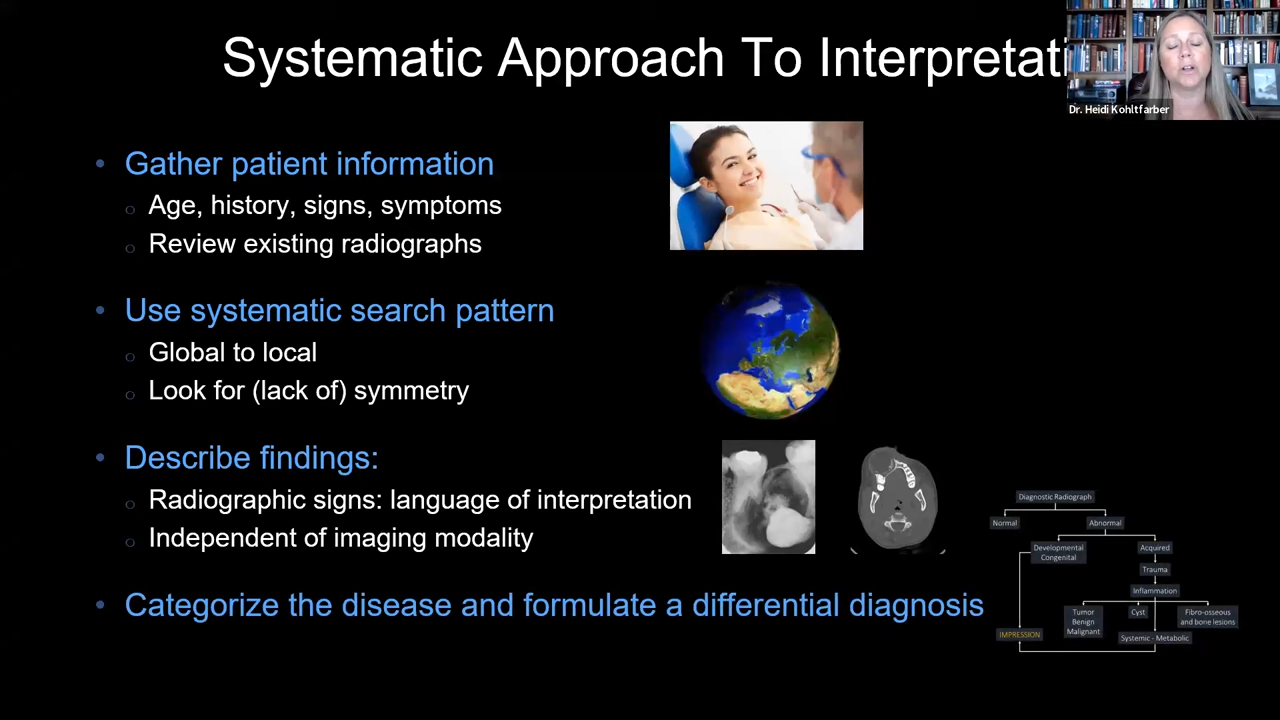 Systematic Approach To Interpretati
Dr. Heidi Kohltfarber
• Gather patient information
o Age, history, signs, symptoms
o Review existing radiographs
• Use systematic search pattern
o Global to local
o Look for (lack of) symmetry
• Describe findings:
o Radiographic signs: language of interpretation
o Independent of imaging modality
• Categorize the disease and formulate a differential diagnosis
Diagnostic Radiograph
Normal
Abnormal
Developmental
Congenital
Acquired
Trauma
Inflammation
Tumor
Benign
Malignant
Cyst
Fibro-osseous
and bone lesions
Systemic - Metabolic
IMPRESSION